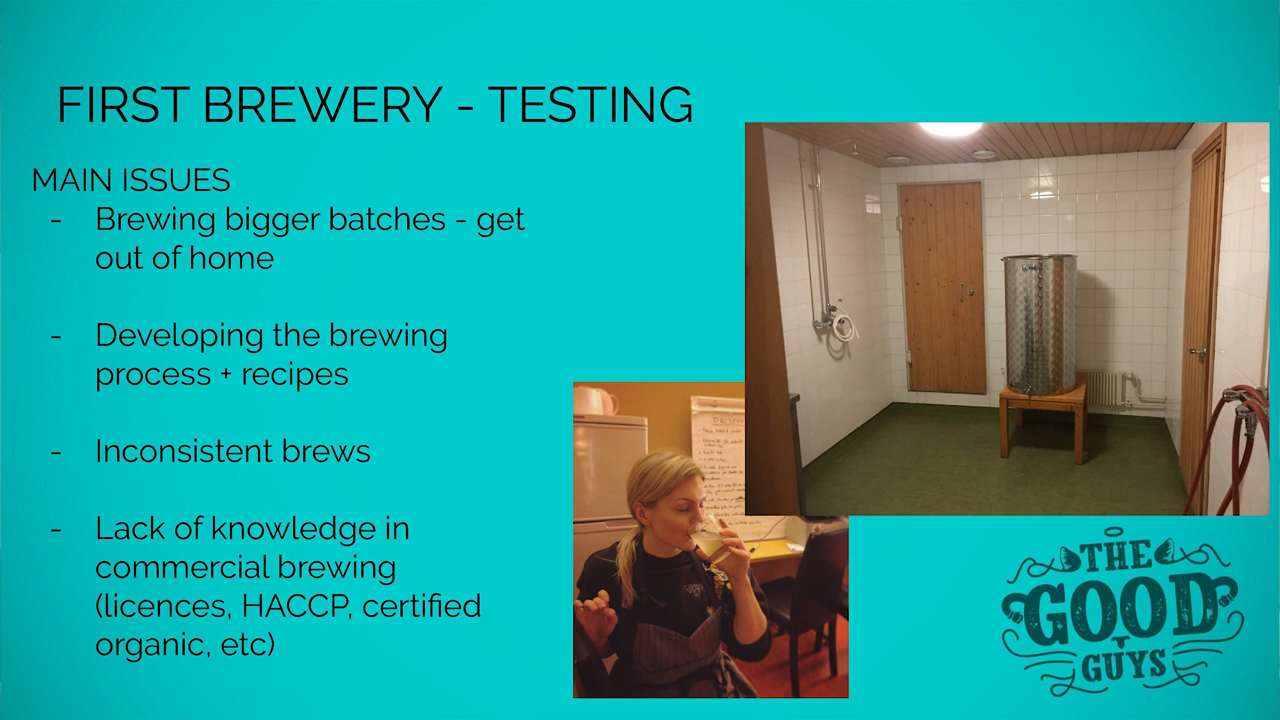 FIRST BREWERY - TESTING
MAIN ISSUES
- Brewing bigger batches - get
out of home
- Developing the brewing
process + recipes
- Inconsistent brews
- Lack of knowledge in
commercial brewing
(licences, HACCP, certified
organic, etc)
THE
GOOD
GUYS